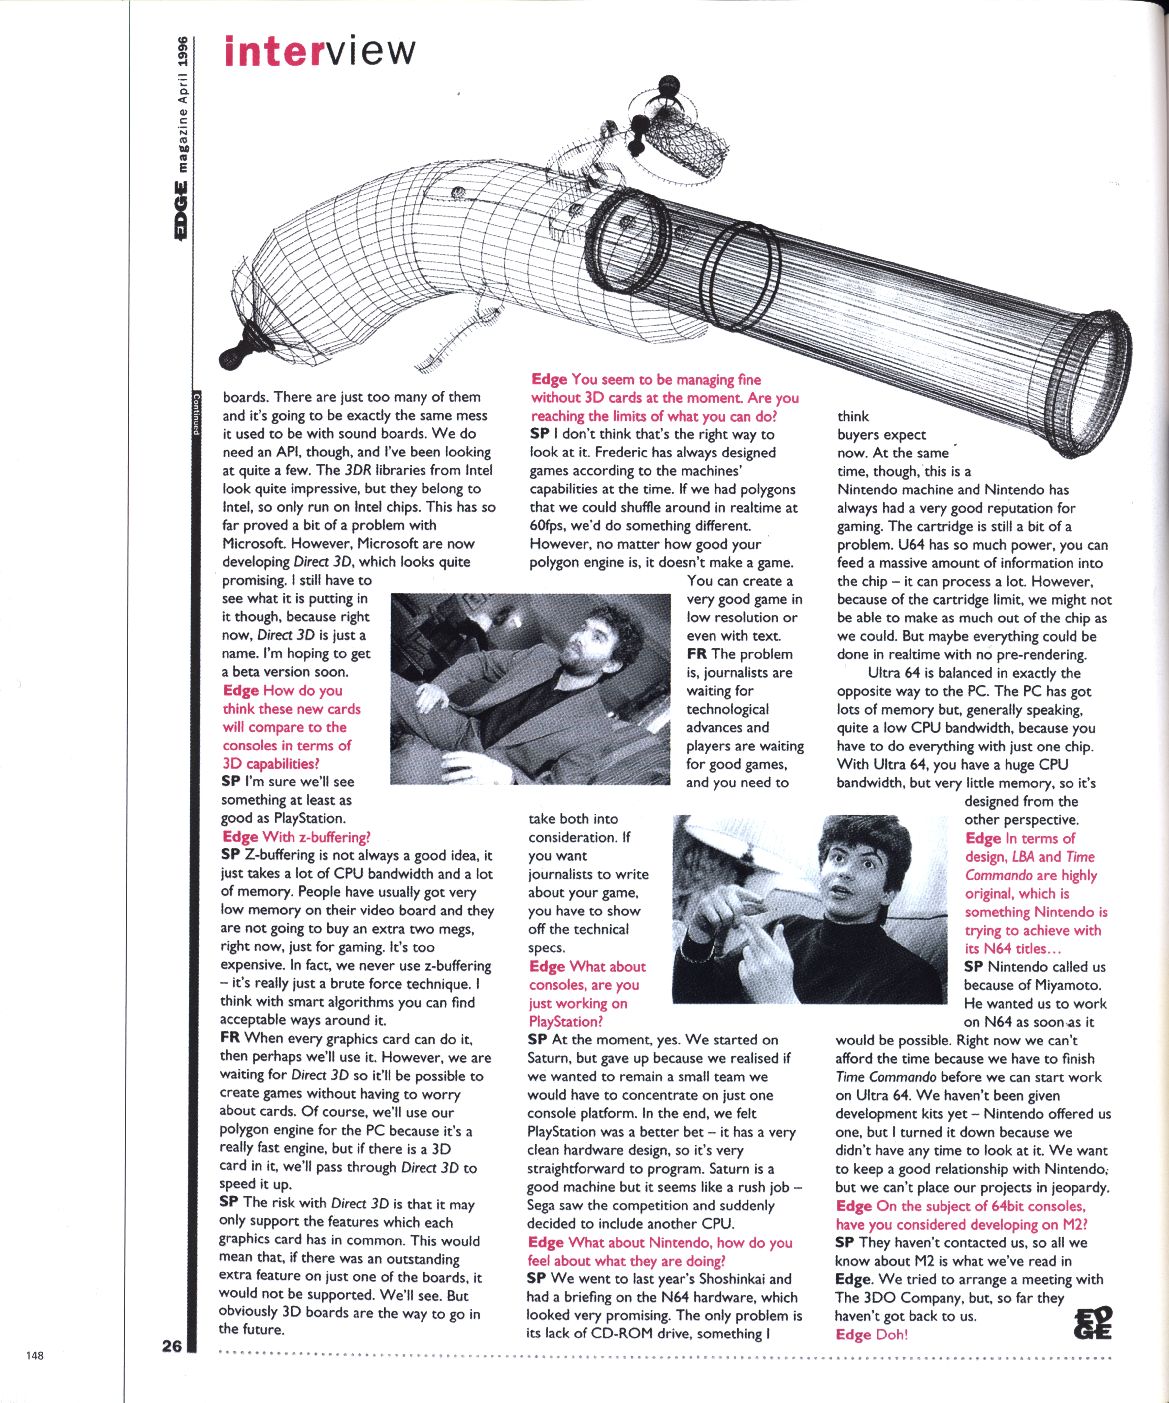 interview
EDGE magazine April 1996
Continued
boards. There are just too many of them
and it's going to be exactly the same mess
it used to be with sound boards. We do
need an API, though, and I've been looking
at quite a few. The 3DR libraries from Intel
look quite impressive, but they belong to
Intel, so only run on Intel chips. This has so
far proved a bit of a problem with
Microsoft. However, Microsoft are now
developing Direct 3D, which looks quite
promising. I still have to
see what it is putting in
it though, because right
now, Direct 3D is just a
name. I'm hoping to get
a beta version soon.
Edge How do you
think these new cards
will compare to the
consoles in terms of
3D capabilities?
SP I'm sure we'll see
something at least as
good as PlayStation.
Edge With z-buffering?
SP Z-buffering is not always a good idea, it
just takes a lot of CPU bandwidth and a lot
of memory. People have usually got very
low memory on their video board and they
are not going to buy an extra two megs,
right now, just for gaming. It's too
expensive. In fact, we never use z-buffering
– it's really just a brute force technique. I
think with smart algorithms you can find
acceptable ways around it.
FR When every graphics card can do it,
then perhaps we'll use it. However, we are
waiting for Direct 3D so it'll be possible to
create games without having to worry
about cards. Of course, we'll use our
polygon engine for the PC because it's a
really fast engine, but if there is a 3D
card in it, we'll pass through Direct 3D to
speed it up.
SP The risk with Direct 3D is that it may
only support the features which each
graphics card has in common. This would
mean that, if there was an outstanding
extra feature on just one of the boards, it
would not be supported. We'll see. But
obviously 3D boards are the way to go in
the future.
Edge You seem to be managing fine
without 3D cards at the moment. Are you
reaching the limits of what you can do?
SP I don't think that's the right way to
look at it. Frederic has always designed
games according to the machines'
capabilities at the time. If we had polygons
that we could shuffle around in realtime at
60fps, we'd do something different.
However, no matter how good your
polygon engine is, it doesn't make a game.
You can create a
very good game in
low resolution or
even with text.
FR The problem
is, journalists are
waiting for
technological
advances and
players are waiting
for good games,
and you need to
take both into
consideration. If
you want
journalists to write
about your game,
you have to show
off the technical
specs.
Edge What about
consoles, are you
just working on
PlayStation?
SP At the moment, yes. We started on
Saturn, but gave up because we realised if
we wanted to remain a small team we
would have to concentrate on just one
console platform. In the end, we felt
PlayStation was a better bet – it has a very
clean hardware design, so it's very
straightforward to program. Saturn is a
good machine but it seems like a rush job –
Sega saw the competition and suddenly
decided to include another CPU.
Edge What about Nintendo, how do you
feel about what they are doing?
SP We went to last year's Shoshinkai and
had a briefing on the N64 hardware, which
looked very promising. The only problem is
its lack of CD-ROM drive, something I
think
buyers expect
now. At the same
time, though, this is a
Nintendo machine and Nintendo has
always had a very good reputation for
gaming. The cartridge is still a bit of a
problem. U64 has so much power, you can
feed a massive amount of information into
the chip – it can process a lot. However,
because of the cartridge limit, we might not
be able to make as much out of the chip as
we could. But maybe everything could be
done in realtime with no pre-rendering.
Ultra 64 is balanced in exactly the
opposite way to the PC. The PC has got
lots of memory but, generally speaking,
quite a low CPU bandwidth, because you
have to do everything with just one chip.
With Ultra 64, you have a huge CPU
bandwidth, but very little memory, so it's
designed from the
other perspective.
Edge In terms of
design, LBA and Time
Commando are highly
original, which is
something Nintendo is
trying to achieve with
its N64 titles...
SP Nintendo called us
because of Miyamoto.
He wanted us to work
on N64 as soon as it
would be possible. Right now we can't
afford the time because we have to finish
Time Commando before we can start work
on Ultra 64. We haven't been given
development kits yet – Nintendo offered us
one, but I turned it down because we
didn't have any time to look at it. We want
to keep a good relationship with Nintendo,
but we can't place our projects in jeopardy.
Edge On the subject of 64bit consoles,
have you considered developing on M2?
SP They haven't contacted us, so all we
know about M2 is what we've read in
Edge. We tried to arrange a meeting with
The 3DO Company, but, so far they
haven't got back to us.
Edge Doh!
EDGE
26
148